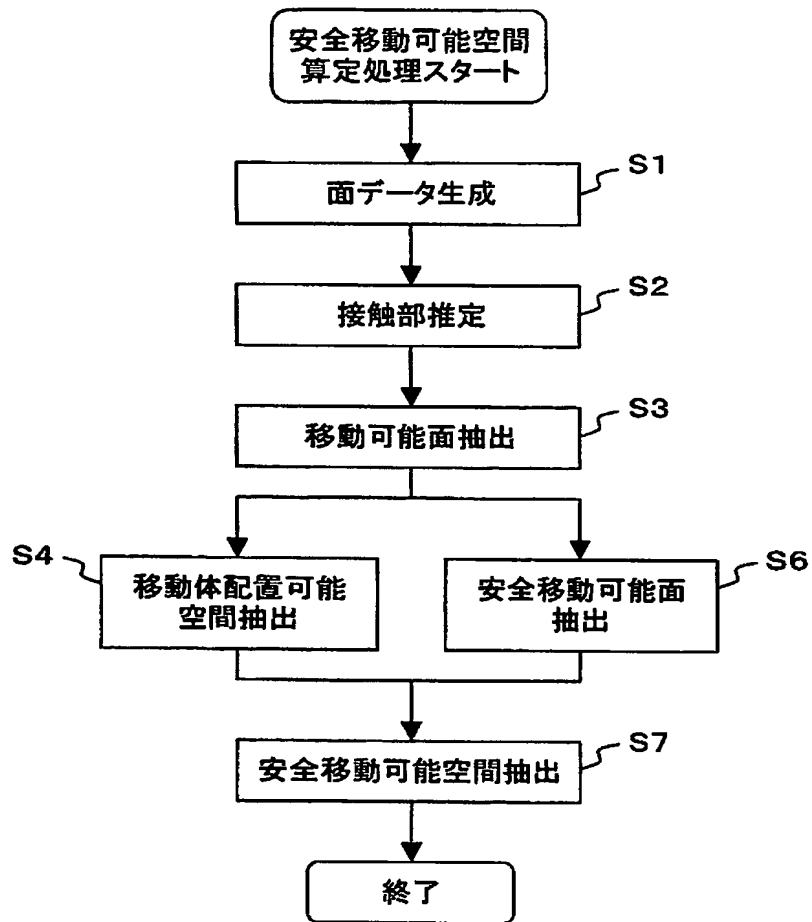 安全移動可能空間
算定処理スタート
S1
面データ生成
S2
接触部推定
S3
移動可能面抽出
S4
移動体配置可能
空間抽出
S6
安全移動可能面
抽出
S7
安全移動可能空間抽出
終了